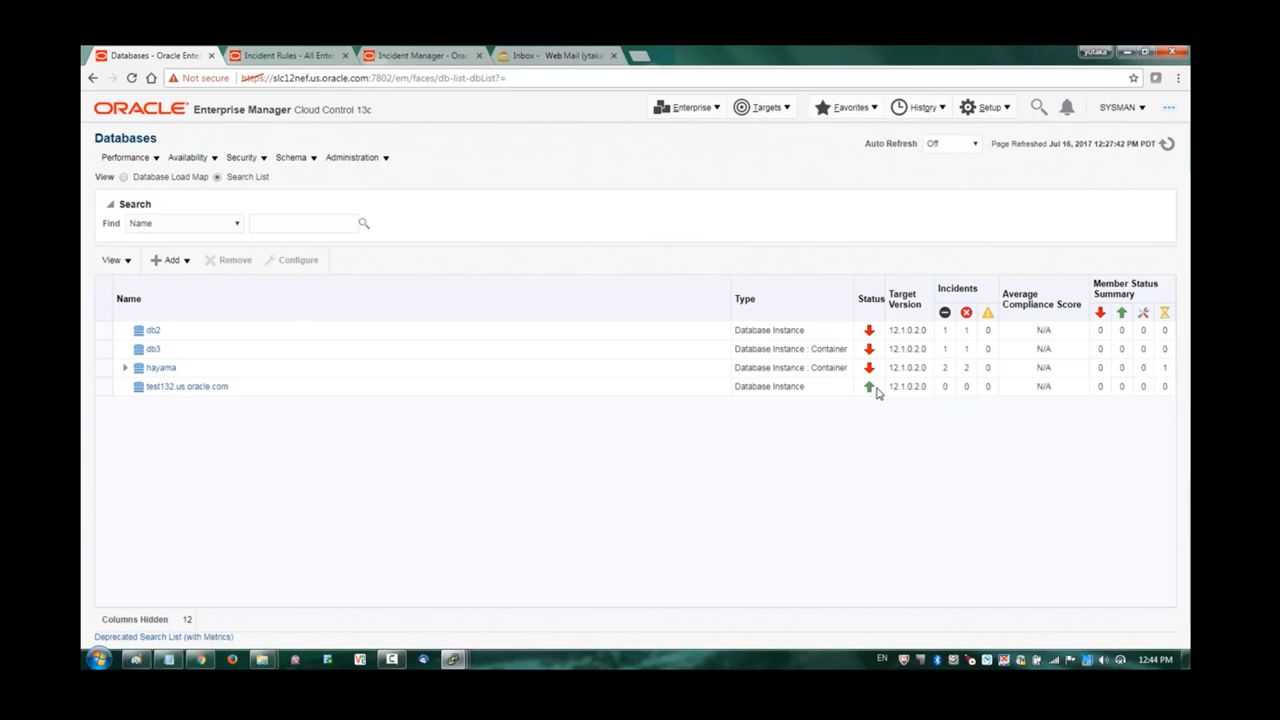 Databases - Oracle Enter
Incident Rules - All Ente
Incident Manager - Ora
Inbox - Web Mail (ytaka
yutaka
Not secure
https://slc12nef.us.oracle.com:7802/em/faces/db-list-dbList?=
ORACLE Enterprise Manager Cloud Control 13c
Enterprise
Targets
Favorites
History
Setup
SYSMAN
Databases
Performance
Availability
Security
Schema
Administration
Auto Refresh Off
Page Refreshed Jul 16, 2017 12:27:42 PM PDT
View Database Load Map Search List
Search
Find Name
View
Add
Remove
Configure
Name Type Status Target Version Incidents Average Compliance Score Member Status Summary
db2 Database Instance 12.1.0.2.0 1 1 0 N/A 0 0 0 0
db3 Database Instance : Container 12.1.0.2.0 1 1 0 N/A 0 0 0 0
hayama Database Instance : Container 12.1.0.2.0 2 2 0 N/A 0 0 0 1
test132.us.oracle.com Database Instance 12.1.0.2.0 0 0 0 N/A 0 0 0 0
Columns Hidden 12
Deprecated Search List (with Metrics)
EN
12:44 PM